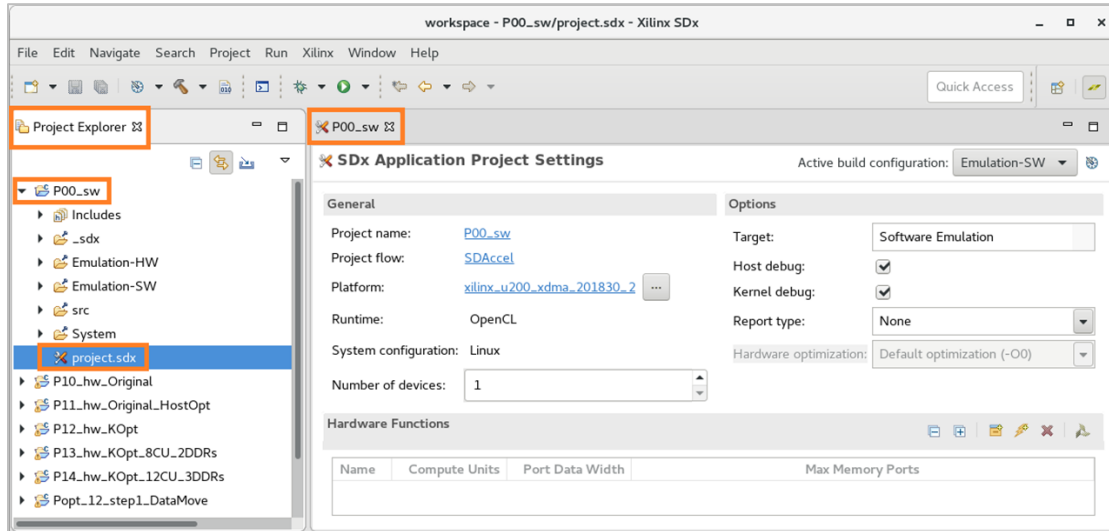 workspace - P00_sw/project.sdx - Xilinx SDx
File Edit Navigate Search Project Run Xilinx Window Help
Quick Access
Project Explorer
P00_sw
Includes
_sdx
Emulation-HW
Emulation-SW
src
System
project.sdx
P10_hw_Original
P11_hw_Original_HostOpt
P12_hw_KOpt
P13_hw_KOpt_8CU_2DDRs
P14_hw_KOpt_12CU_3DDRs
Popt_12_step1_DataMove
P00_sw
SDx Application Project Settings
Active build configuration: Emulation-SW
General
Project name: P00_sw
Project flow: SDAccel
Platform: xilinx_u200_xdma_201830_2 ...
Runtime: OpenCL
System configuration: Linux
Number of devices: 1
Options
Target: Software Emulation
Host debug:
Kernel debug:
Report type: None
Hardware optimization: Default optimization (-O0)
Hardware Functions
Name Compute Units Port Data Width Max Memory Ports